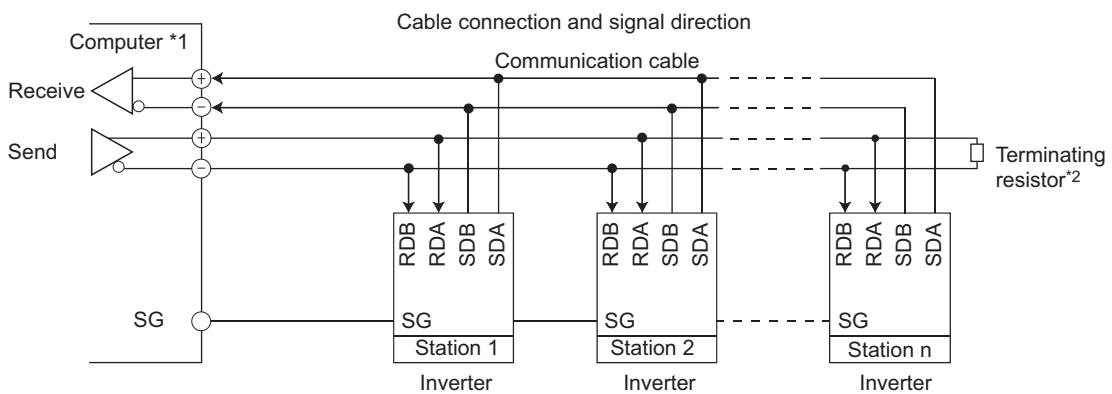 Cable connection and signal direction
Computer *1
Communication cable
Receive
+
−
Send
+
−
Terminating
resistor*2
RDB
RDA
SDB
SDA
RDB
RDA
SDB
SDA
RDB
RDA
SDB
SDA
SG
SG
SG
SG
Station 1
Station 2
Station n
Inverter
Inverter
Inverter